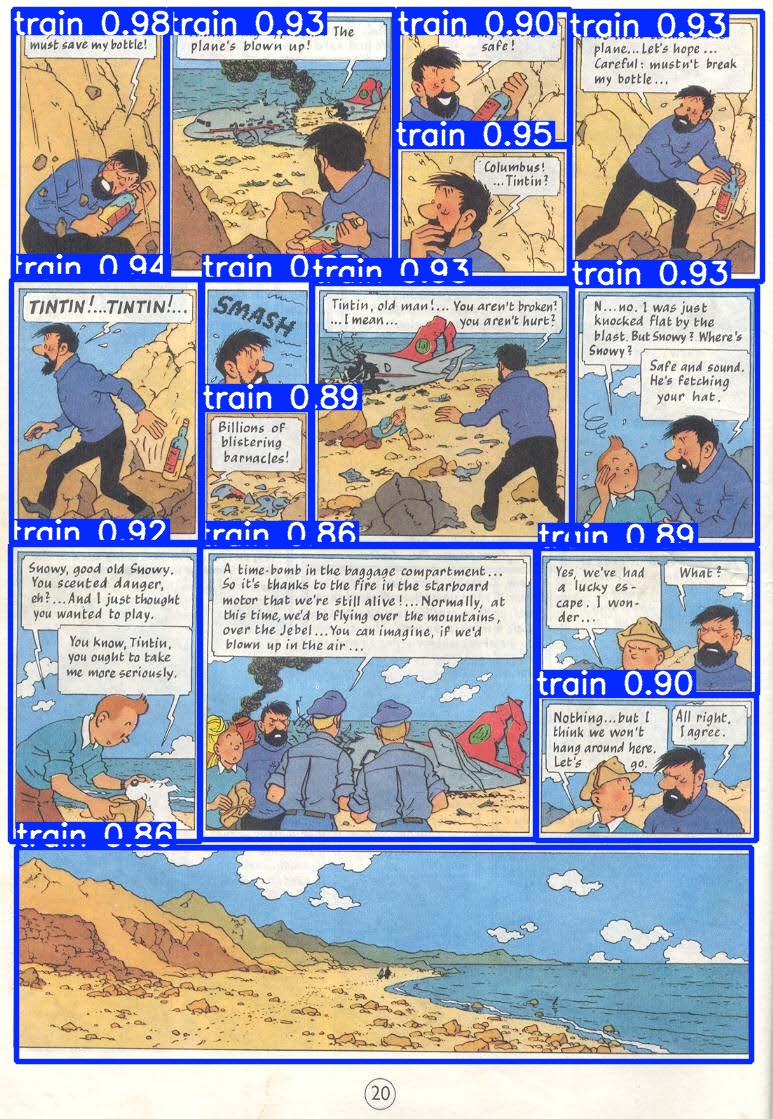 train 0.98
must save my bottle!
train 0.93
The
plane's blown up!
train 0.90
safe!
train 0.95
Columbus!
...Tintin?
train 0.93
plane...Let's hope...
Careful: mustn't break
my bottle...
train 0.94
TINTIN!...TINTIN!...
train
SMASH
train 0.89
Billions of
blistering
barnacles!
train 0.93
Tintin, old man!... You aren't broken?
...I mean... you aren't hurt?
train 0.93
N...no. I was just
knocked flat by the
blast. But Snowy? Where's
Snowy?
Safe and sound.
He's fetching
your hat.
train 0.92
Snowy, good old Snowy.
You scented danger,
eh?...And I just thought
you wanted to play.
You know, Tintin,
you ought to take
me more seriously.
train 0.86
A time-bomb in the baggage compartment...
So it's thanks to the fire in the starboard
motor that we're still alive!...Normally, at
this time, we'd be flying over the mountains,
over the Jebel...You can imagine, if we'd
blown up in the air...
train 0.89
Yes, we've had
a lucky es-
cape. I won-
der...
What?
train 0.90
Nothing...but I
think we won't
hang around here.
Let's go.
All right,
I agree.
train 0.86
20